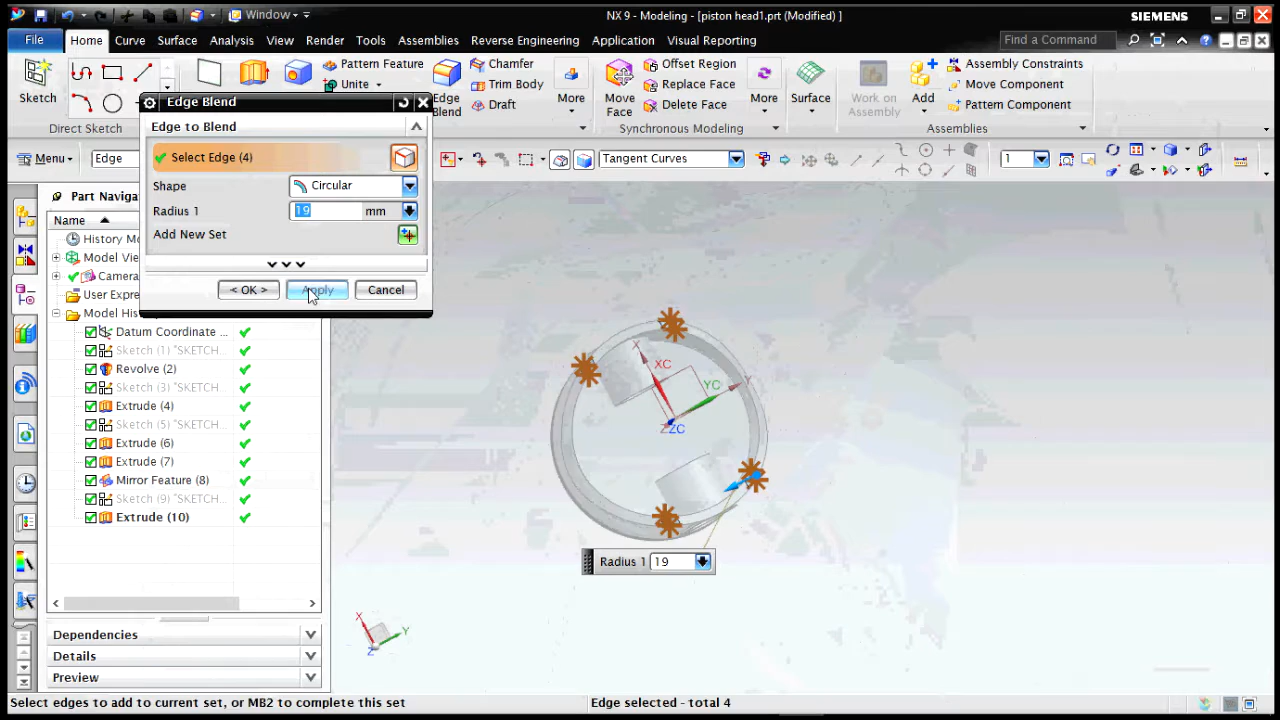 Window
NX 9 - Modeling - [piston head1.prt (Modified) ]
SIEMENS
File
Home
Curve
Surface
Analysis
View
Render
Tools
Assemblies
Reverse Engineering
Application
Visual Reporting
Find a Command
Sketch
Direct Sketch
Pattern Feature
Unite
Edge Blend
Chamfer
Trim Body
Draft
More
Move Face
Offset Region
Replace Face
Delete Face
More
Synchronous Modeling
Surface
Work on Assembly
Add
Assembly Constraints
Move Component
Pattern Component
Assemblies
Menu
Edge
Tangent Curves
1
Edge Blend
Edge to Blend
Select Edge (4)
Shape
Circular
Radius 1
19
mm
Add New Set
< OK >
Apply
Cancel
Part Naviga
Name
History Mo
Model Vie
Camera
User Expre
Model His
Datum Coordinate ...
Sketch (1) "SKETCH...
Revolve (2)
Sketch (3) "SKETCH...
Extrude (4)
Sketch (5) "SKETCH...
Extrude (6)
Extrude (7)
Mirror Feature (8)
Sketch (9) "SKETCH...
Extrude (10)
Dependencies
Details
Preview
X
XC
YC
Y
ZC
Radius 1
19
X
Y
Z
Select edges to add to current set, or MB2 to complete this set
Edge selected - total 4